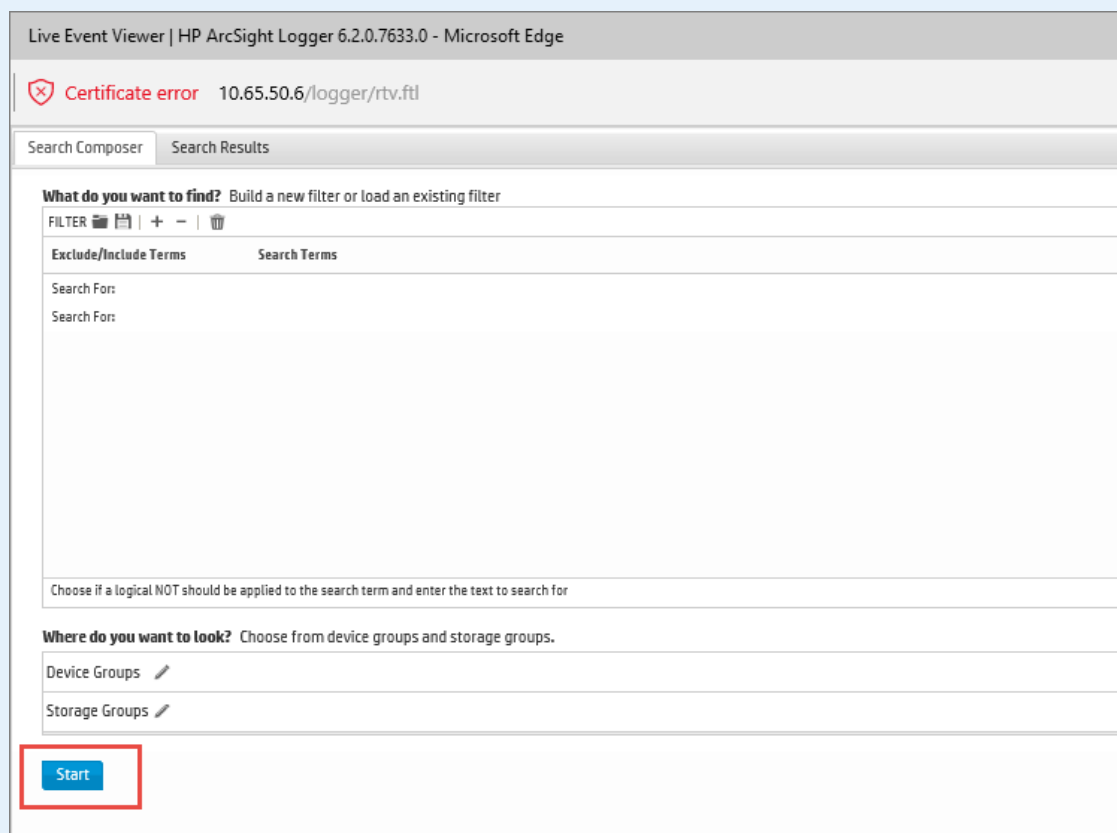 Live Event Viewer | HP ArcSight Logger 6.2.0.7633.0 - Microsoft Edge
Certificate error 10.65.50.6/logger/rtv.ftl
Search Composer Search Results
What do you want to find? Build a new filter or load an existing filter
FILTER
Exclude/Include Terms Search Terms
Search For:
Search For:
Choose if a logical NOT should be applied to the search term and enter the text to search for
Where do you want to look? Choose from device groups and storage groups.
Device Groups
Storage Groups
Start